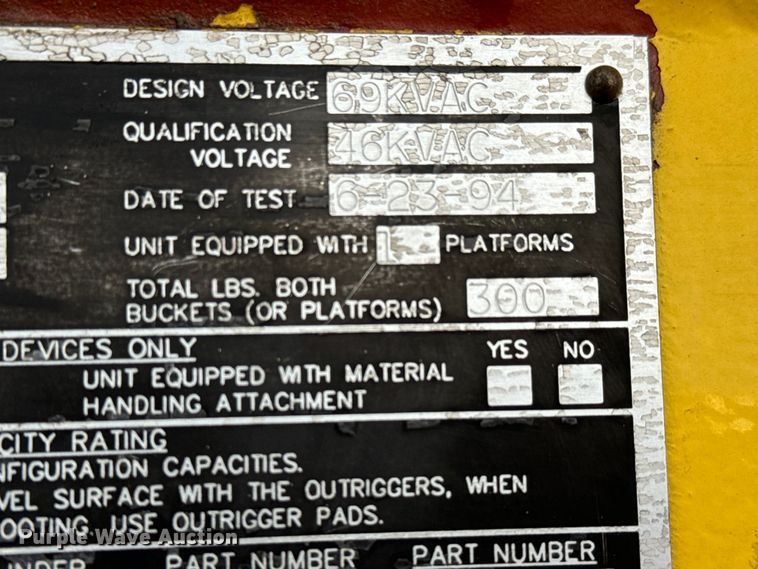 DESIGN VOLTAGE 69KVAC
QUALIFICATION
VOLTAGE 46KVAC
DATE OF TEST 6-23-94
UNIT EQUIPPED WITH 1 PLATFORMS
TOTAL LBS. BOTH
BUCKETS (OR PLATFORMS) 300
DEVICES ONLY YES NO
UNIT EQUIPPED WITH MATERIAL
HANDLING ATTACHMENT
CITY RATING
NFIGURATION CAPACITIES.
VEL SURFACE WITH THE OUTRIGGERS, WHEN
OOTING, USE OUTRIGGER PADS.
Purple Wave Auction
INDER PART NUMBER PART NUMBER